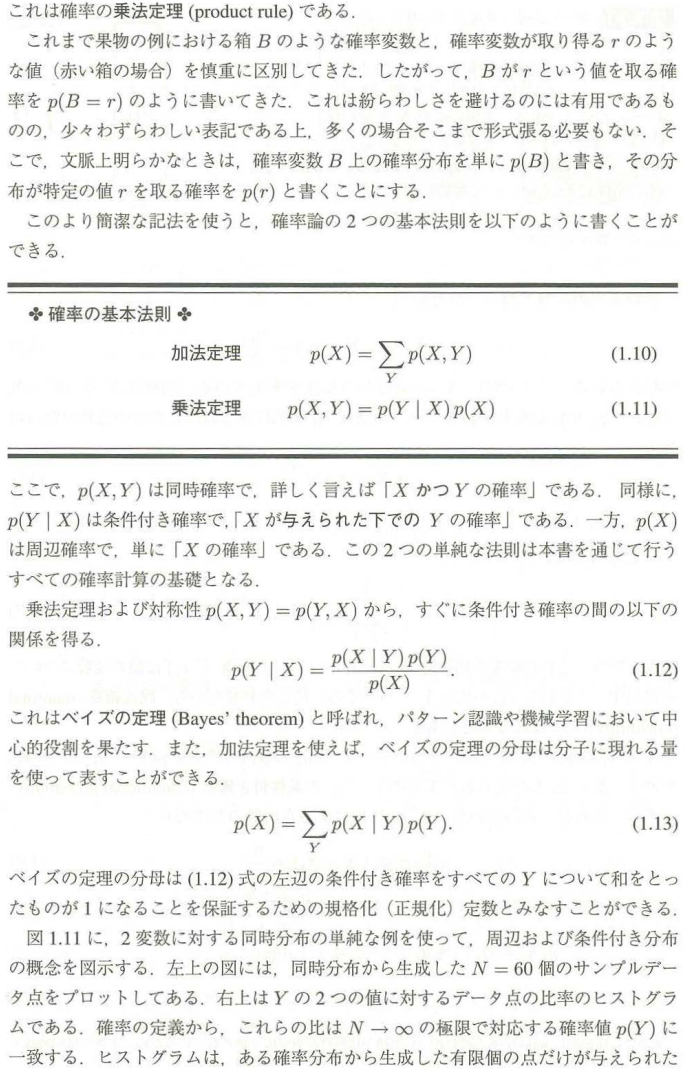 これは確率の乗法定理 (product rule) である．
これまで果物の例における箱 B のような確率変数と，確率変数が取り得る r のよう
な値（赤い箱の場合）を慎重に区別してきた．したがって，B が r という値を取る確
率を p(B = r) のように書いてきた．これは紛らわしさを避けるのには有用であるも
のの，少々わずらわしい表記である上，多くの場合そこまで形式張る必要もない．そ
こで，文脈上明らかなときは，確率変数 B 上の確率分布を単に p(B) と書き，その分
布が特定の値 r を取る確率を p(r) と書くことにする．
このより簡潔な記法を使うと，確率論の 2 つの基本法則を以下のように書くことが
できる．
✤ 確率の基本法則 ✤
加法定理 p(X) = ∑_Y p(X, Y) (1.10)
乗法定理 p(X, Y) = p(Y | X) p(X) (1.11)
ここで，p(X, Y) は同時確率で，詳しく言えば「X かつ Y の確率」である． 同様に，
p(Y | X) は条件付き確率で，「X が与えられた下での Y の確率」である．一方，p(X)
は周辺確率で，単に「X の確率」である．この 2 つの単純な法則は本書を通じて行う
すべての確率計算の基礎となる．
乗法定理および対称性 p(X, Y) = p(Y, X) から，すぐに条件付き確率の間の以下の
関係を得る．
p(Y | X) = p(X | Y) p(Y) / p(X). (1.12)
これはベイズの定理 (Bayes' theorem) と呼ばれ，パターン認識や機械学習において中
心的役割を果たす．また，加法定理を使えば，ベイズの定理の分母は分子に現れる量
を使って表すことができる．
p(X) = ∑_Y p(X | Y) p(Y). (1.13)
ベイズの定理の分母は (1.12) 式の左辺の条件付き確率をすべての Y について和をとっ
たものが 1 になることを保証するための規格化（正規化）定数とみなすことができる．
図 1.11 に，2 変数に対する同時分布の単純な例を使って，周辺および条件付き分布
の概念を図示する．左上の図には，同時分布から生成した N = 60 個のサンプルデー
タ点をプロットしてある．右上は Y の 2 つの値に対するデータ点の比率のヒストグラ
ムである．確率の定義から，これらの比は N → ∞ の極限で対応する確率値 p(Y) に
一致する．ヒストグラムは，ある確率分布から生成した有限個の点だけが与えられた